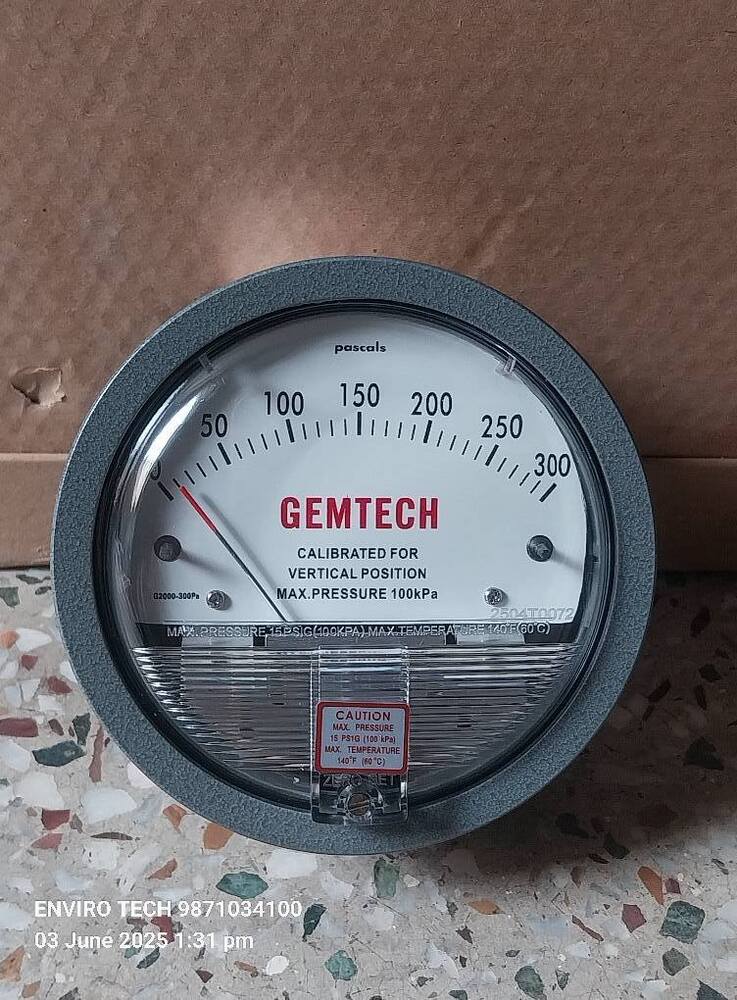 pascals
0 50 100 150 200 250 300
GEMTECH
CALIBRATED FOR
VERTICAL POSITION
MAX.PRESSURE 100kPa
G2000-300Pa
2504T0072
MAX. PRESSURE 15PSIG(100KPA) MAX.TEMPERATURE 140°F(60°C)
CAUTION
MAX. PRESSURE
15 PSIG (100 kPa)
MAX. TEMPERATURE
140°F (60°C)
ENVIRO TECH 9871034100
03 June 2025 1:31 pm